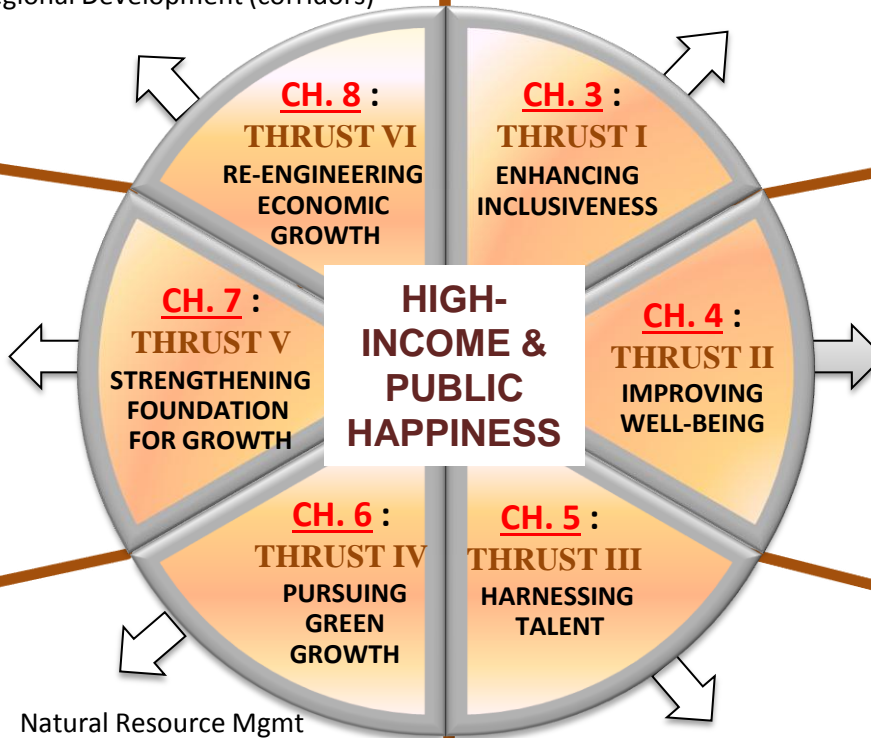 Development (corridors)
CH. 8 :
THRUST VI
RE-ENGINEERING
ECONOMIC
GROWTH
CH. 3 :
THRUST I
ENHANCING
INCLUSIVENESS
CH. 7 :
THRUST V
STRENGTHENING
FOUNDATION
FOR GROWTH
HIGH-
INCOME &
PUBLIC
HAPPINESS
CH. 4 :
THRUST II
IMPROVING
WELL-BEING
CH. 6 :
THRUST IV
PURSUING
GREEN
GROWTH
CH. 5 :
THRUST III
HARNESSING
TALENT
Natural Resource Mgmt